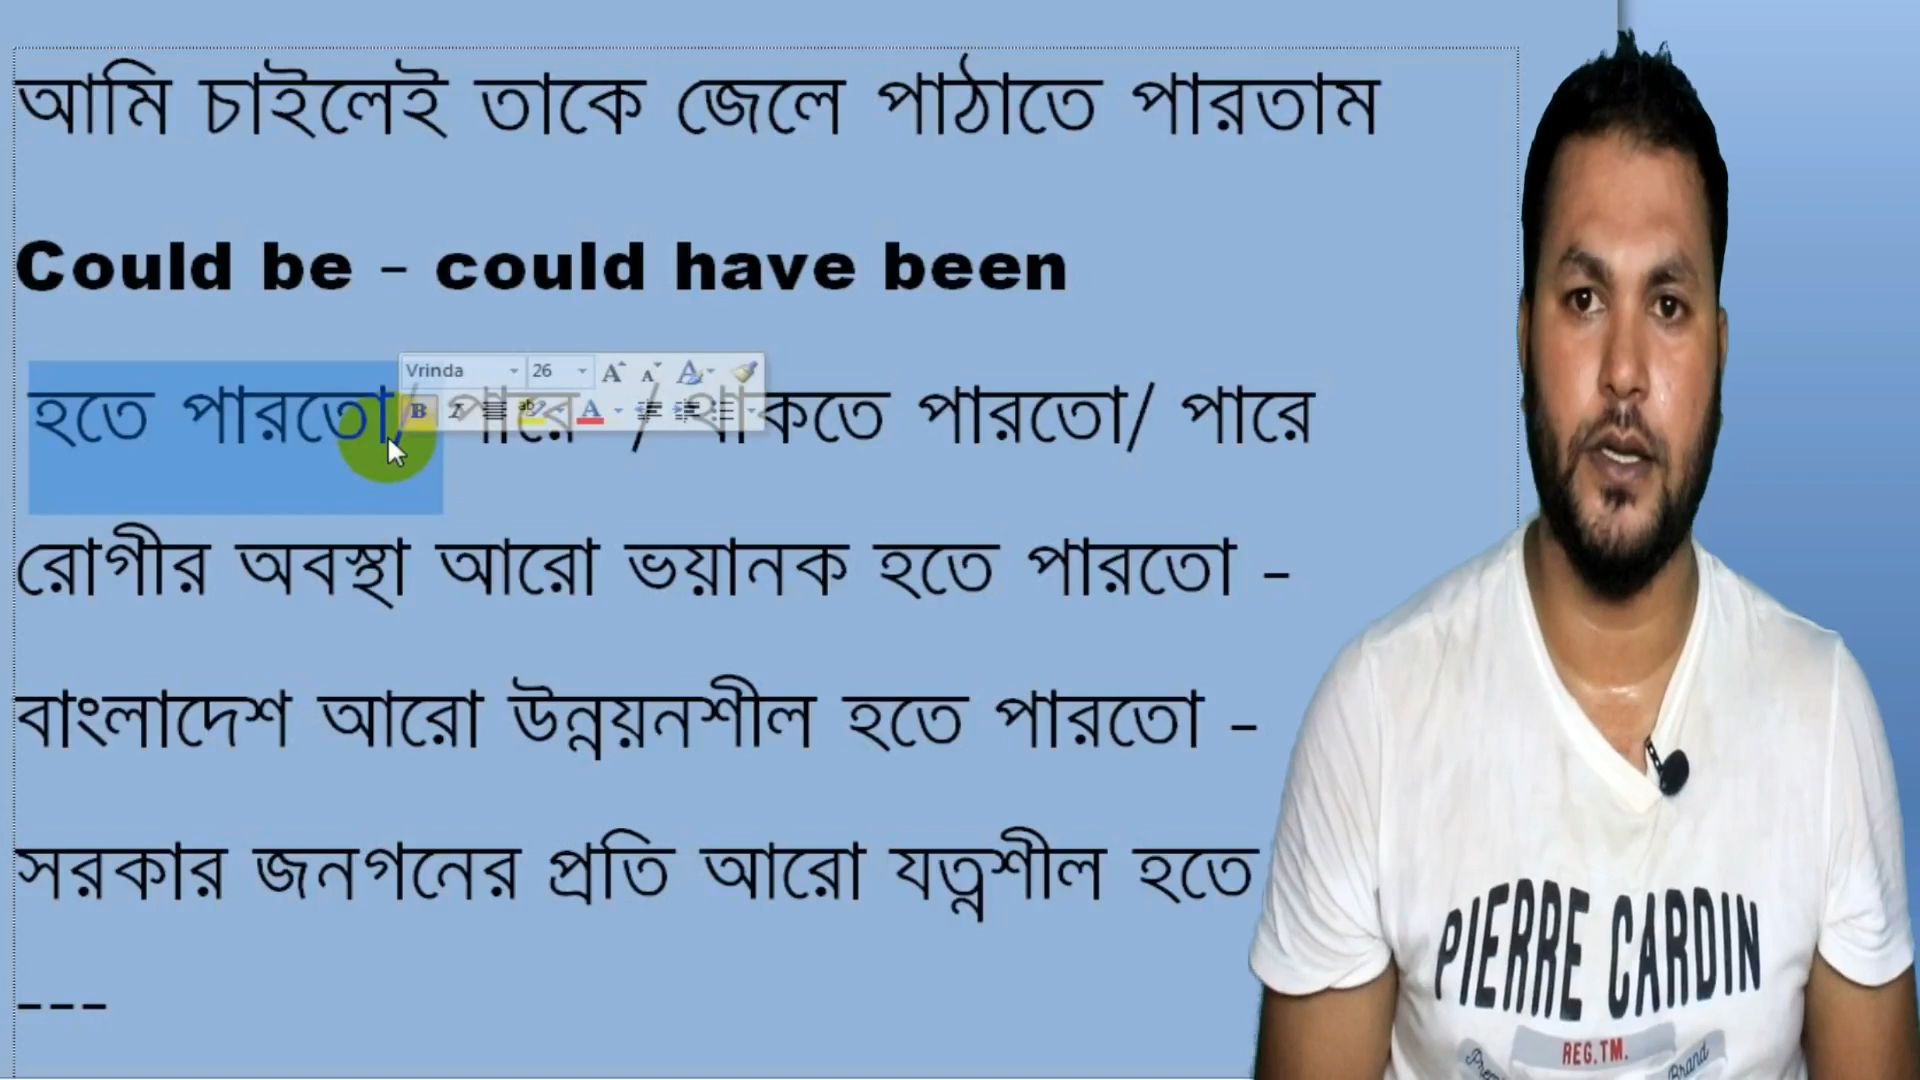 আমি চাইলেই তাকে জেলে পাঠাতে পারতাম
Could be – could have been
Vrinda 26
হতে পারতো/ পারে / থাকতে পারতো/ পারে
রোগীর অবস্থা আরো ভয়ানক হতে পারতো –
বাংলাদেশ আরো উন্নয়নশীল হতে পারতো –
সরকার জনগনের প্রতি আরো যত্নশীল হতে
---
PIERRE CARDIN
REG.TM.
Brand